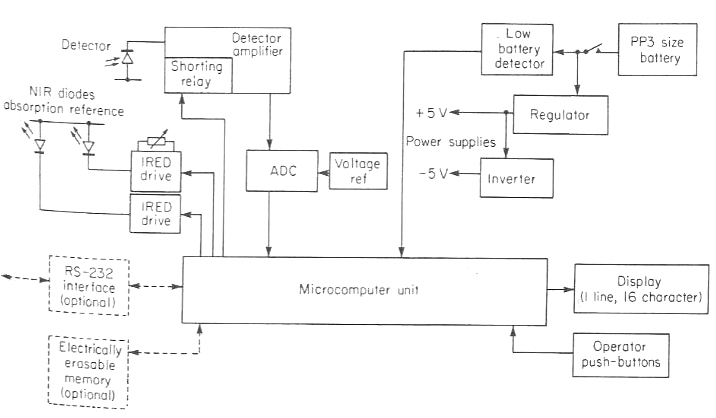 Detector
Detector
amplifier
Shorting
relay
Low
battery
detector
PP3 size
battery
NIR diodes
absorption reference
Regulator
+5V
Power supplies
-5V
Inverter
IRED
drive
IRED
drive
ADC
Voltage
ref
RS-232
interface
(optional)
Microcomputer unit
Display
(1 line, 16 character)
Electrically
erasable
memory
(optional)
Operator
push-buttons